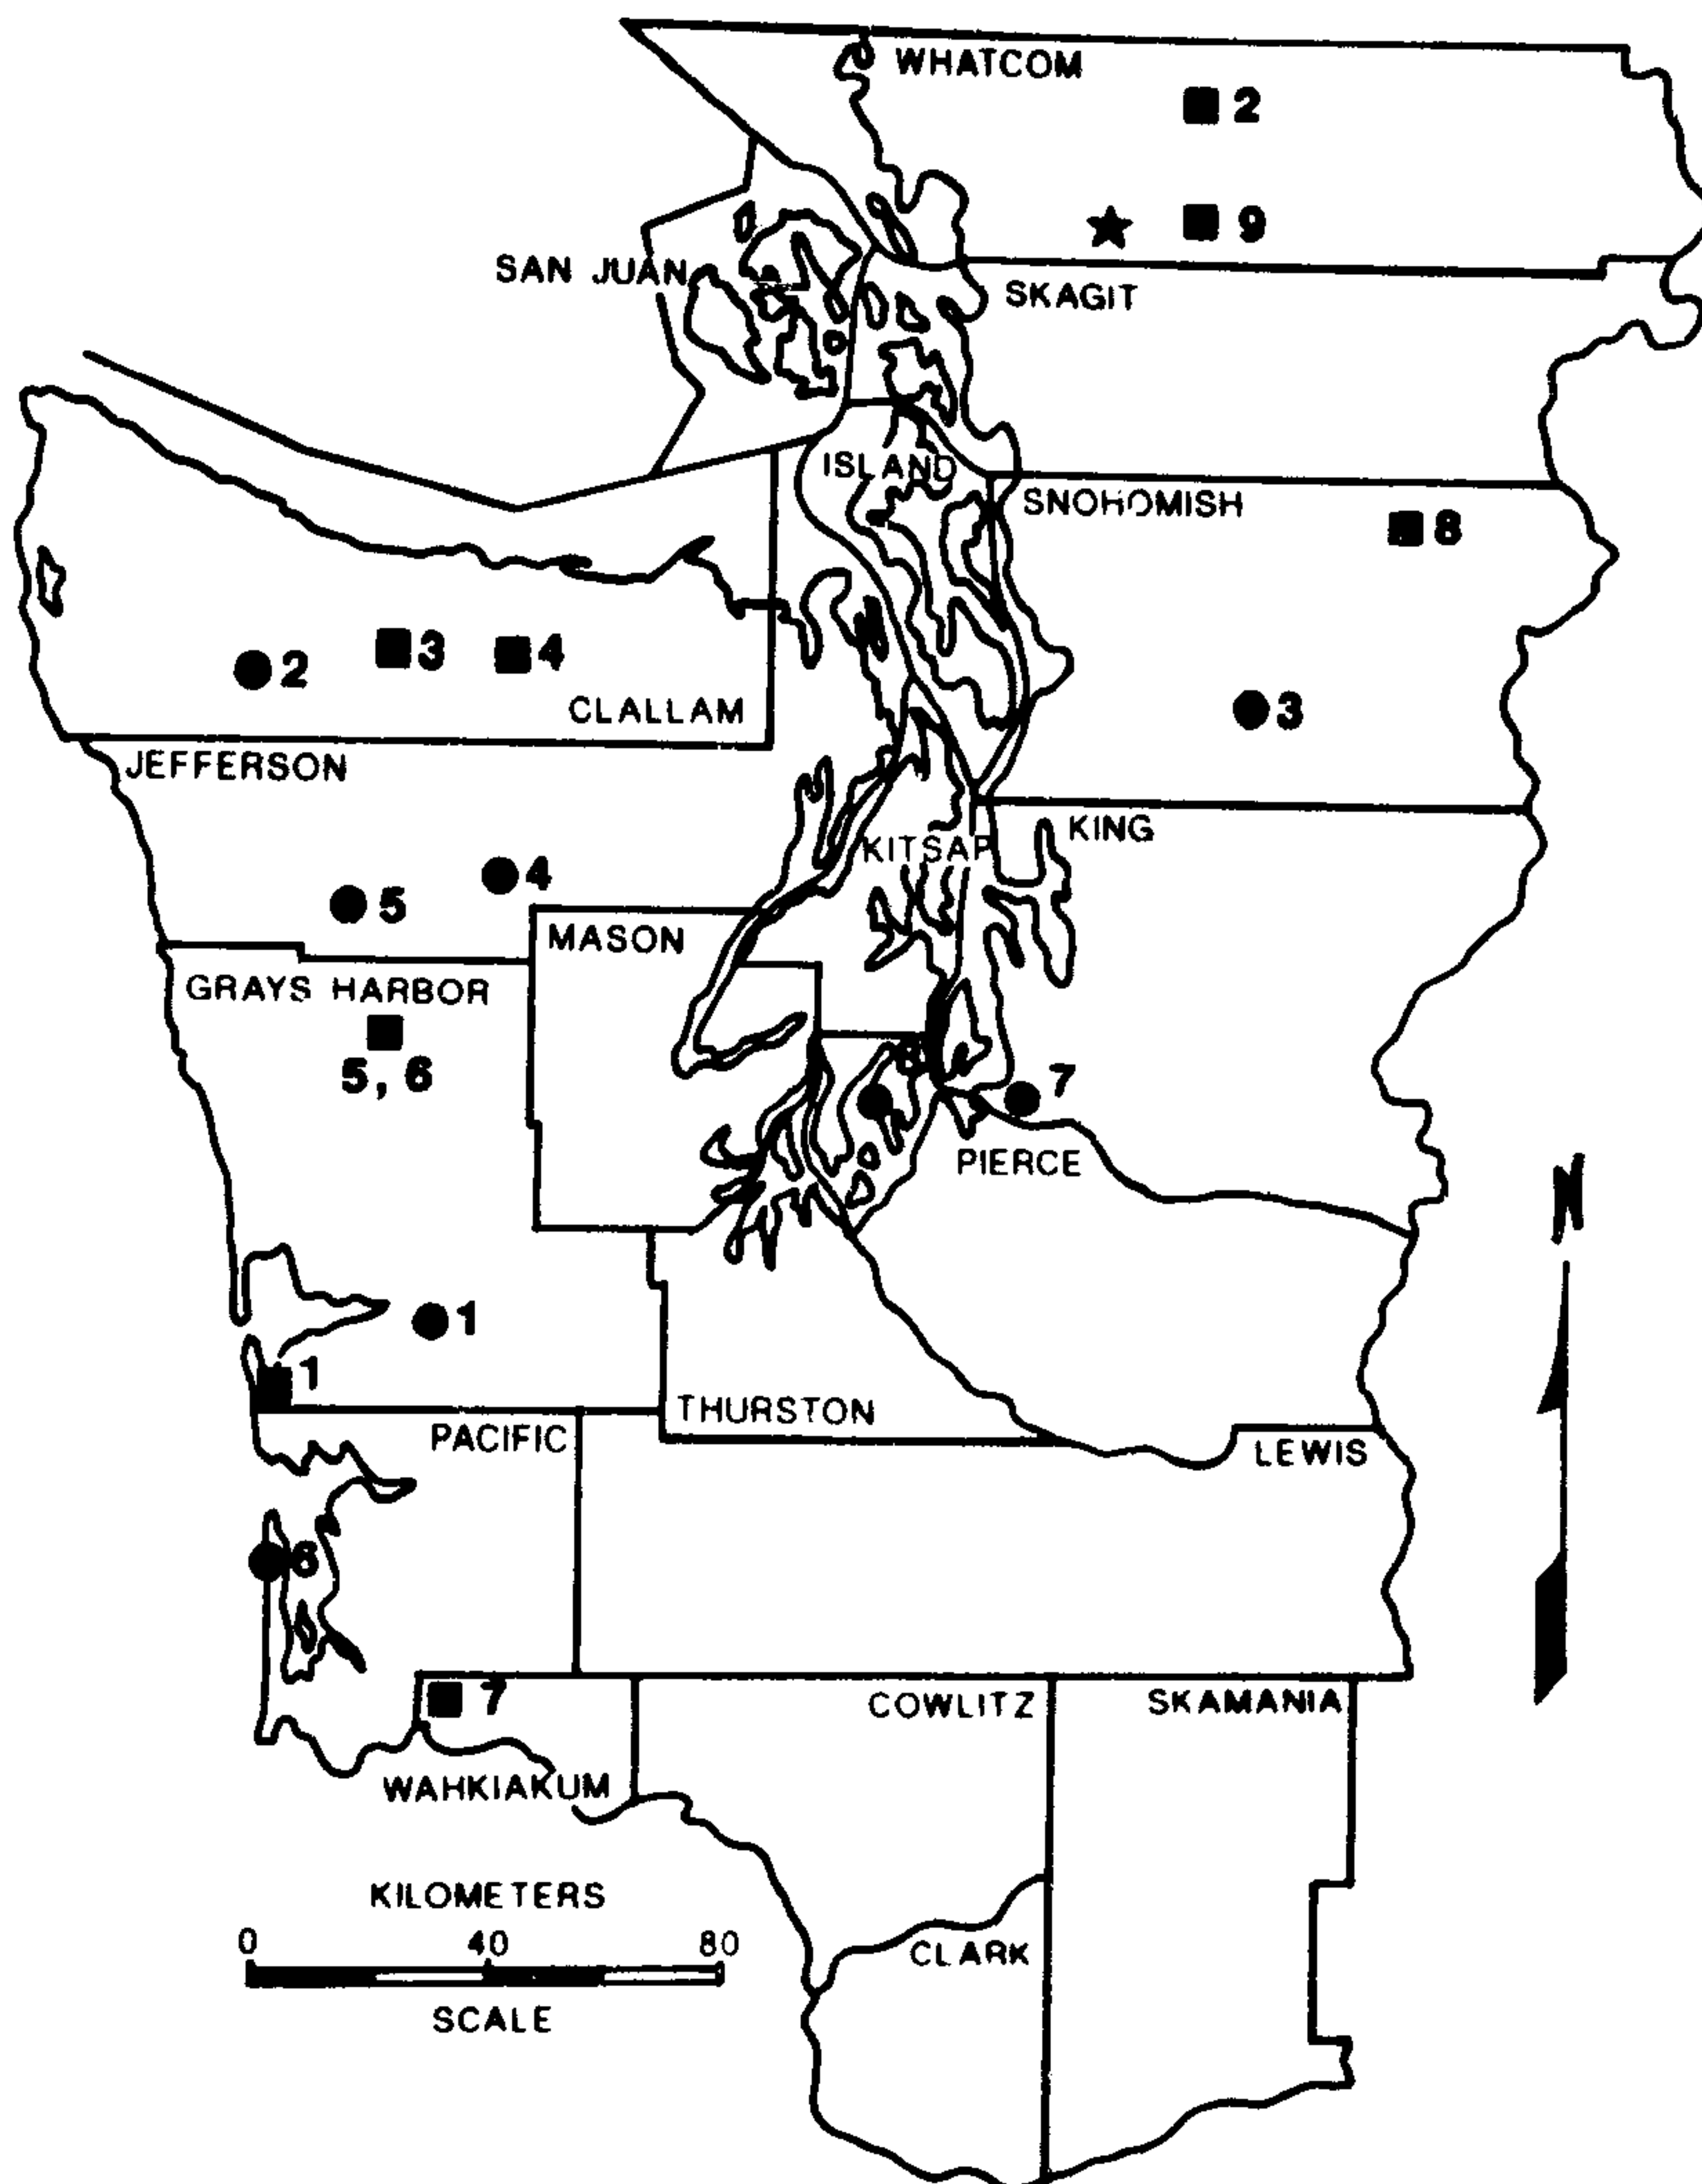 WHATCOM
2
9
SAN JUAN
SKAGIT
ISLAND
SNOHOMISH
8
2
3
4
CLALLAM
3
JEFFERSON
KING
KITSAP
4
5
MASON
GRAYS HARBOR
5, 6
8
7
PIERCE
N
1
1
THURSTON
PACIFIC
LEWIS
6
7
COWLITZ
SKAMANIA
WAHKIAKUM
KILOMETERS
0 40 80
CLARK
SCALE